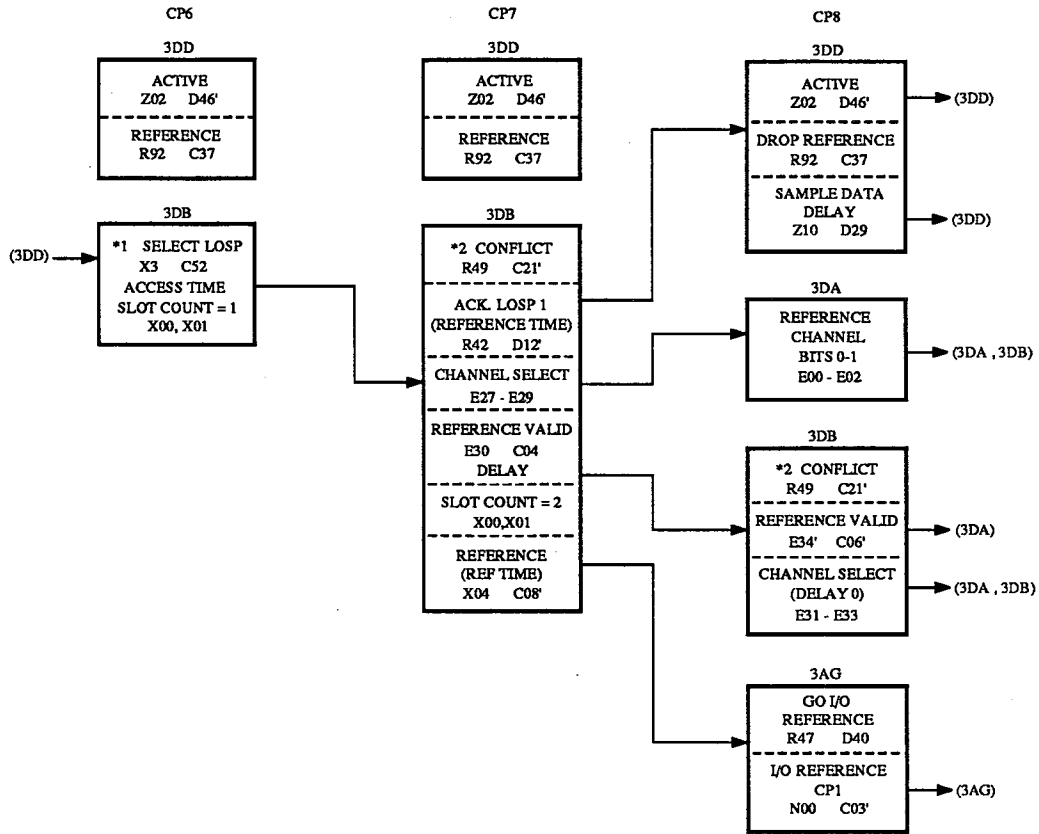 CP6
CP7
CP8
3DD
ACTIVE
Z02 D46'
REFERENCE
R92 C37
3DD
ACTIVE
Z02 D46'
REFERENCE
R92 C37
3DD
ACTIVE
Z02 D46'
DROP REFERENCE
R92 C37
SAMPLE DATA
DELAY
Z10 D29
(3DD)
(3DD)
(3DD)
3DB
*1 SELECT LOSP
X3 C52
ACCESS TIME
SLOT COUNT = 1
X00, X01
3DB
*2 CONFLICT
R49 C21'
ACK. LOSP 1
(REFERENCE TIME)
R42 D12'
CHANNEL SELECT
E27 - E29
REFERENCE VALID
E30 C04
DELAY
SLOT COUNT = 2
X00,X01
REFERENCE
(REF TIME)
X04 C08'
3DA
REFERENCE
CHANNEL
BITS 0-1
E00 - E02
(3DA , 3DB)
3DB
*2 CONFLICT
R49 C21'
REFERENCE VALID
E34' C06'
CHANNEL SELECT
(DELAY 0)
E31 - E33
(3DA)
(3DA , 3DB)
3AG
GO I/O
REFERENCE
R47 D40
I/O REFERENCE
CP1
N00 C03'
(3AG)